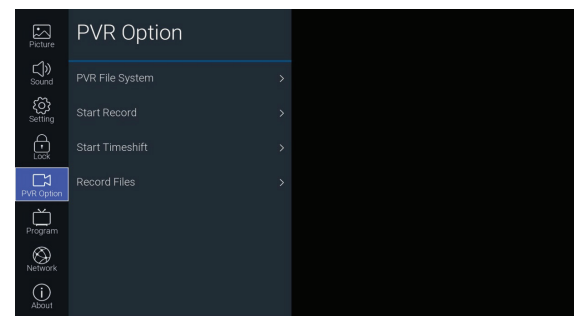 Picture
Sound
Setting
Lock
PVR Option
Program
Network
About
PVR Option
PVR File System
Start Record
Start Timeshift
Record Files